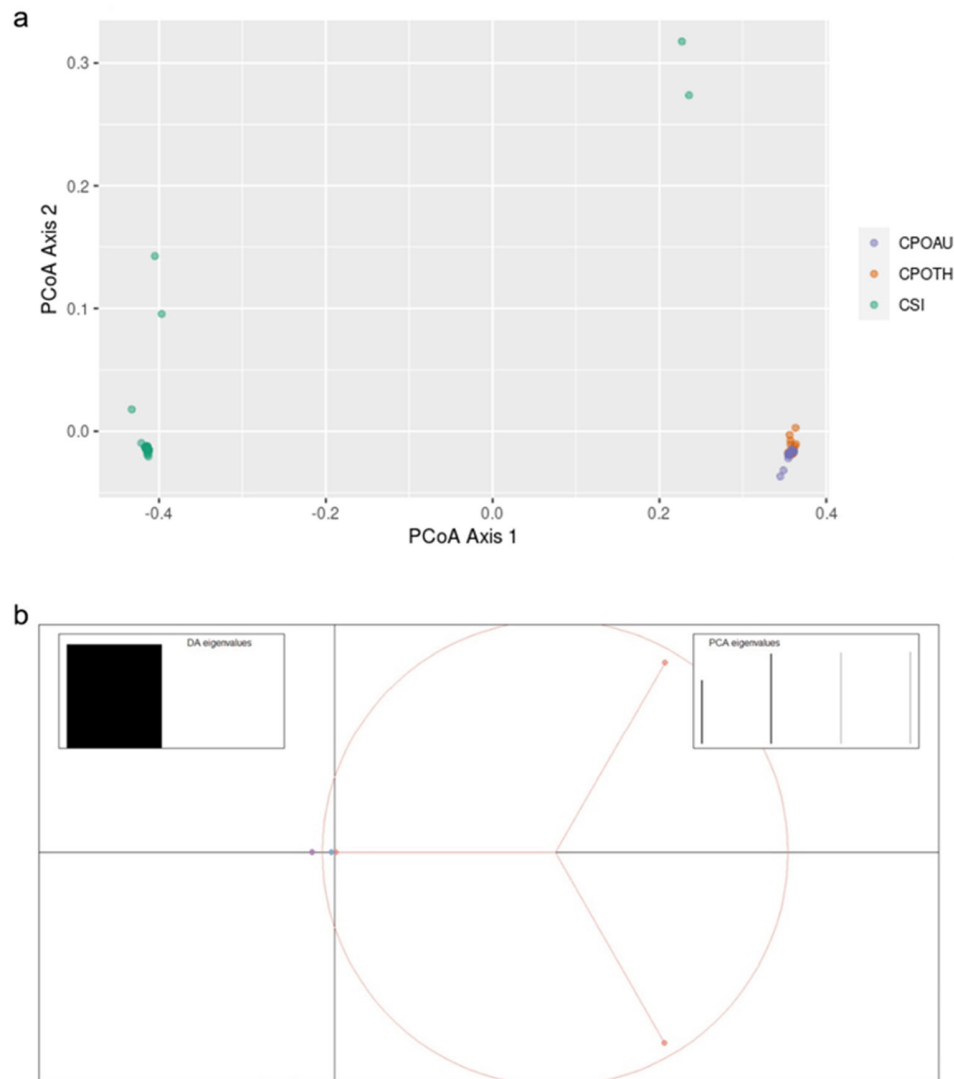 a
0.3
0.2
0.1
0.0
PCoA Axis 2
-0.4 -0.2 0.0 0.2 0.4
PCoA Axis 1
CPOAU
CPOTH
CSI
b
DA eigenvalues
PCA eigenvalues